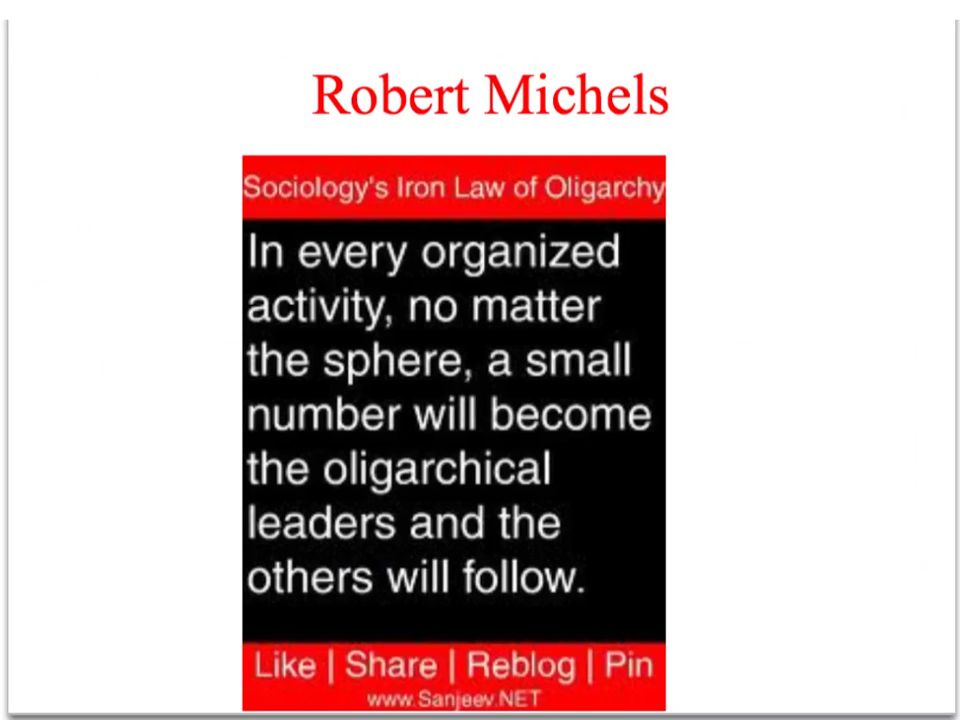 Robert Michels
Sociology's Iron Law of Oligarchy
In every organized
activity, no matter
the sphere, a small
number will become
the oligarchical
leaders and the
others will follow.
Like | Share | Reblog | Pin
www.Sanjeev.NET